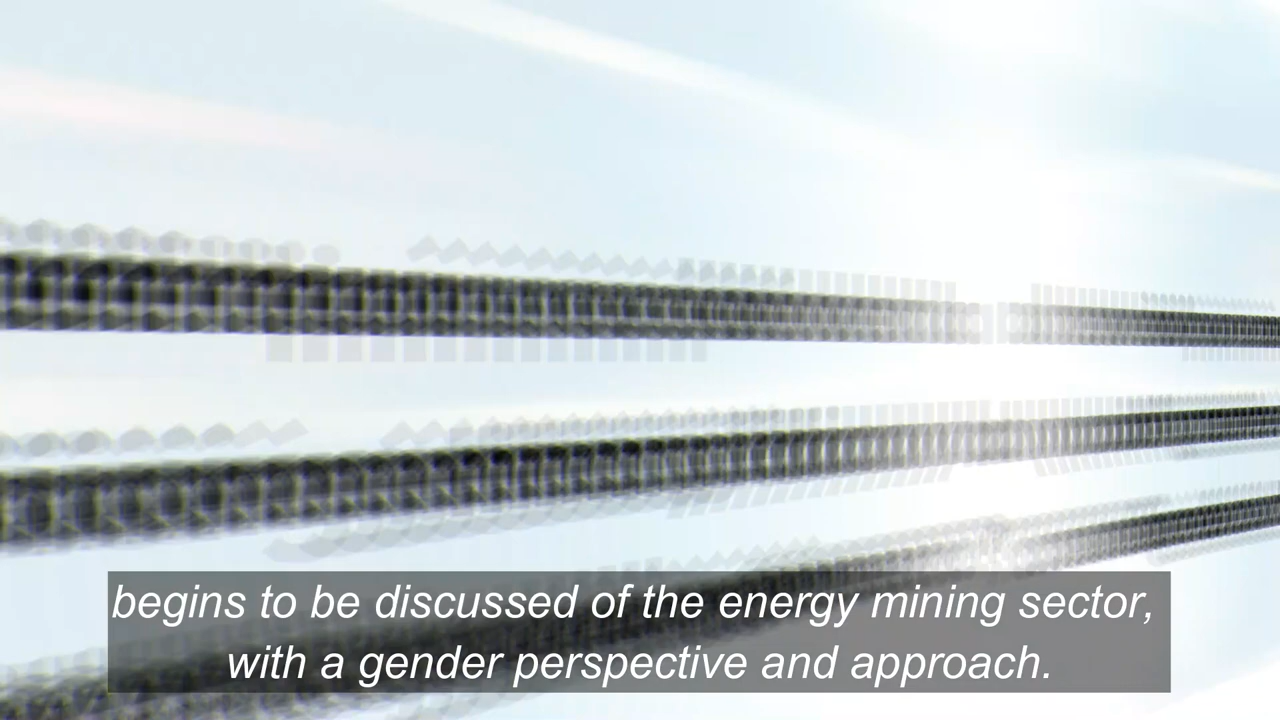 begins to be discussed of the energy mining sector,
with a gender perspective and approach.